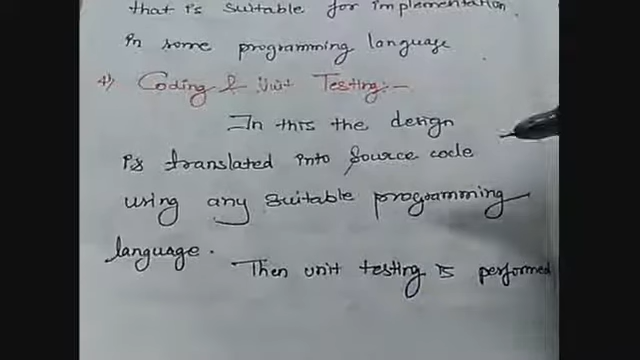 that is suitable for implementation
in some programming language
4) Coding & Unit Testing:-
In this the design
is translated into source code
using any suitable programming
language.
Then unit testing is performed